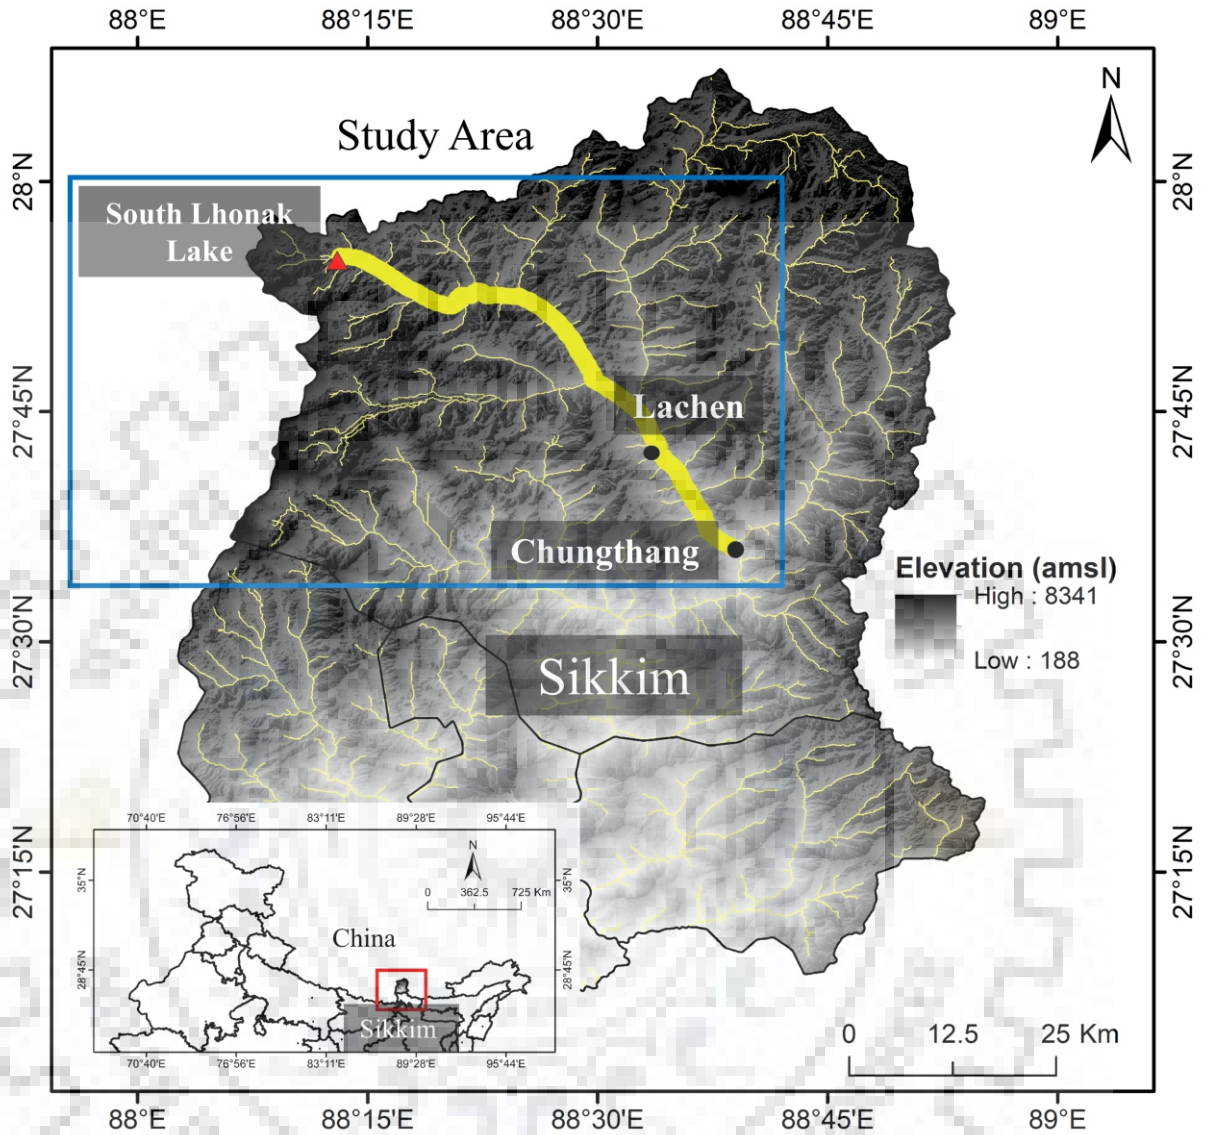 88°E 88°15'E 88°30'E 88°45'E 89°E
N
Study Area
28°N 28°N
South Lhonak
Lake
27°45'N 27°45'N
Lachen
Chungthang
Elevation (amsl)
High : 8341
Low : 188
27°30'N 27°30'N
Sikkim
27°15'N 27°15'N
70°40'E 76°56'E 83°11'E 89°28'E 95°44'E
N
35°N 35°N
0 362.5 725 Km
China
28°45'N 28°45'N
Sikkim
70°40'E 76°56'E 83°11'E 89°28'E 95°44'E
0 12.5 25 Km
88°E 88°15'E 88°30'E 88°45'E 89°E